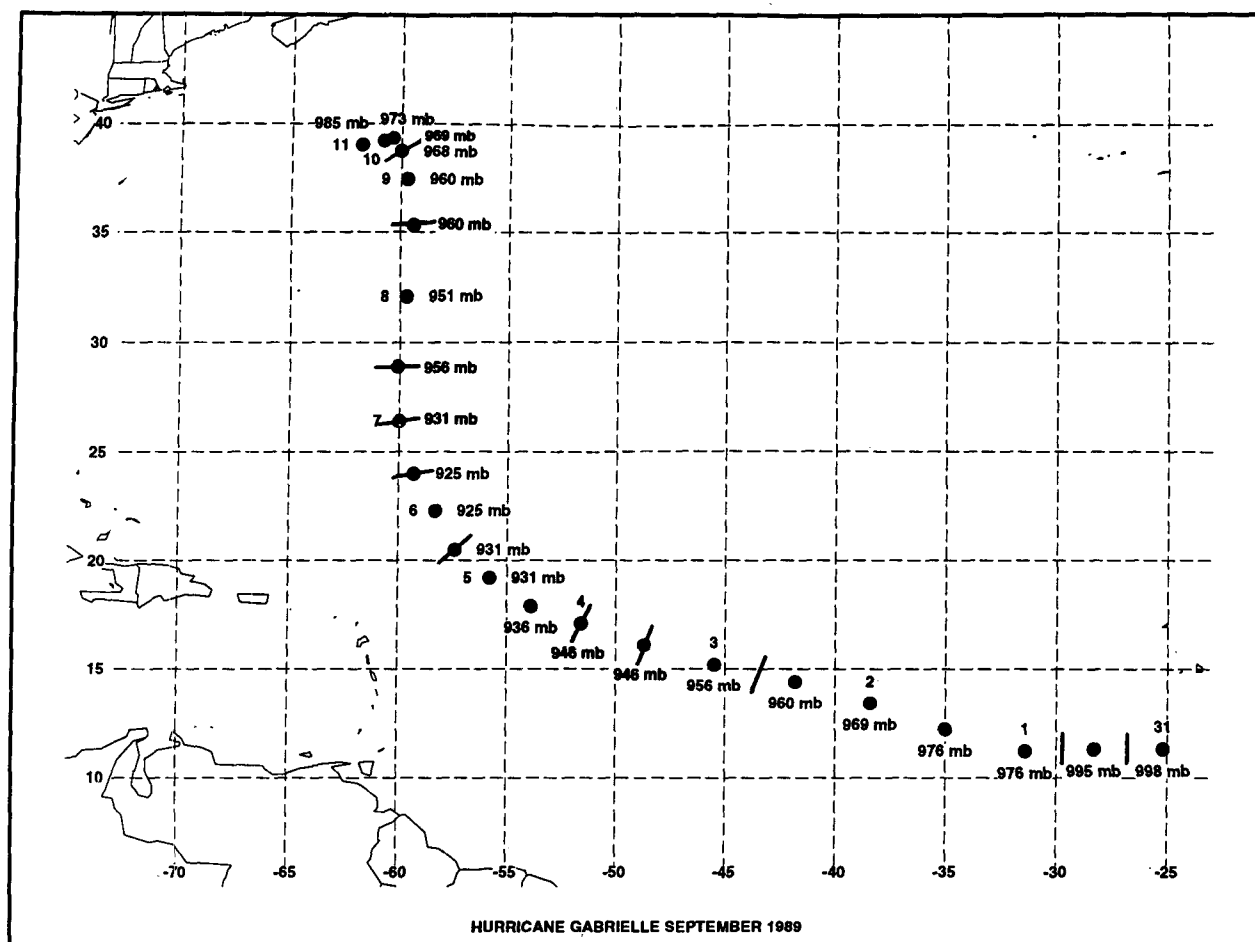 985 mb 973 mb
40 11 10 969 mb
968 mb
9 960 mb
35 960 mb
8 951 mb
30
956 mb
7 931 mb
25
925 mb
6 925 mb
20 931 mb
5 931 mb
4
936 mb
946 mb
3
15 946 mb 956 mb
2
960 mb
969 mb
1 31
976 mb
10 976 mb 995 mb 998 mb
-70 -65 -60 -55 -50 -45 -40 -35 -30 -25
HURRICANE GABRIELLE SEPTEMBER 1989